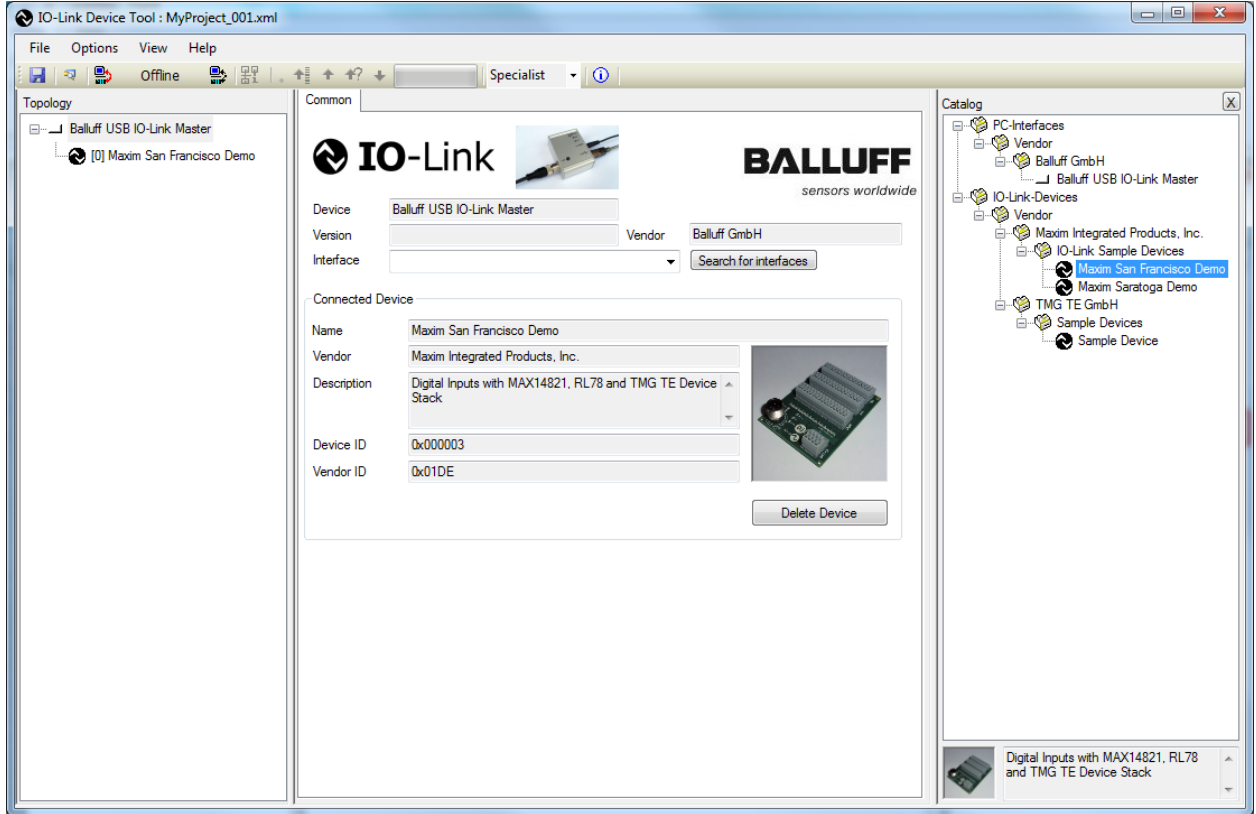 IO-Link Device Tool : MyProject_001.xml
File Options View Help
Offline Specialist
Topology
Balluff USB IO-Link Master
[0] Maxim San Francisco Demo
Common
IO-Link
BALLUFF
sensors worldwide
Device Balluff USB IO-Link Master
Version Vendor Balluff GmbH
Interface Search for interfaces
Connected Device
Name Maxim San Francisco Demo
Vendor Maxim Integrated Products, Inc.
Description Digital Inputs with MAX14821, RL78 and TMG TE Device
Stack
Device ID 0x000003
Vendor ID 0x01DE
Delete Device
Catalog X
PC-Interfaces
Vendor
Balluff GmbH
Balluff USB IO-Link Master
IO-Link-Devices
Vendor
Maxim Integrated Products, Inc.
IO-Link Sample Devices
Maxim San Francisco Demo
Maxim Saratoga Demo
TMG TE GmbH
Sample Devices
Sample Device
Digital Inputs with MAX14821, RL78
and TMG TE Device Stack